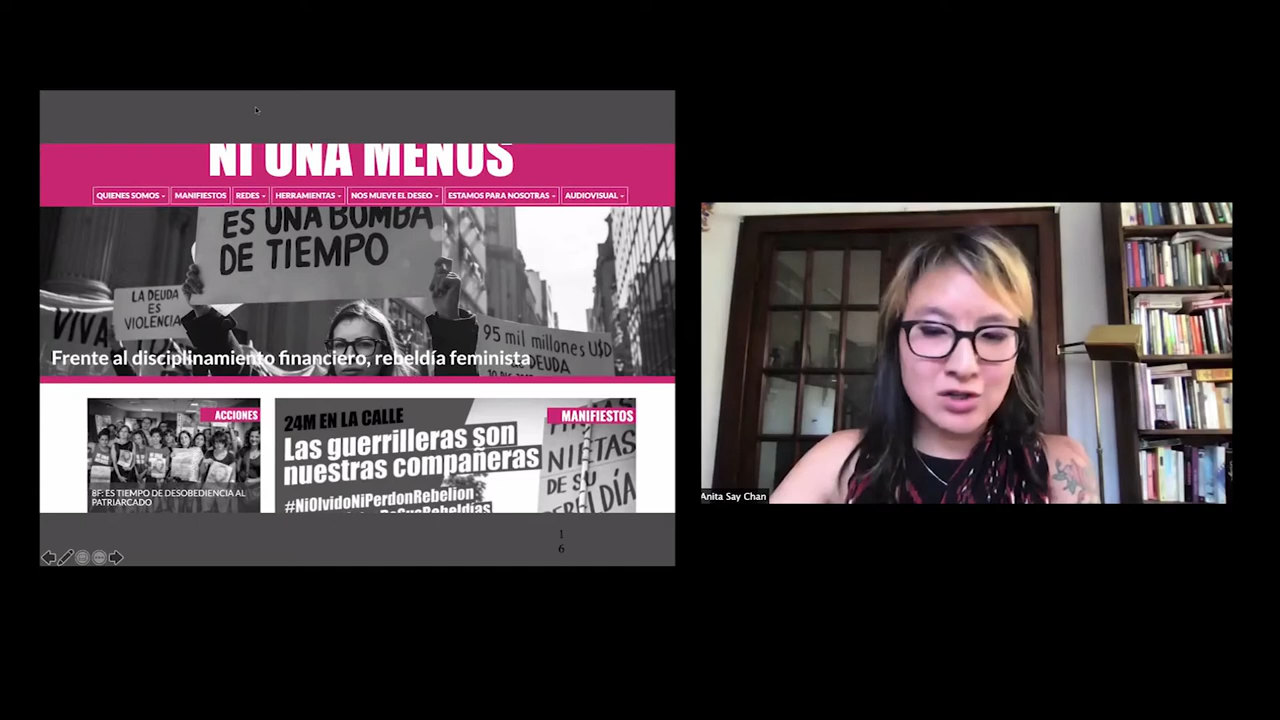 NI UNA MENOS
QUIENES SOMOS
MANIFIESTOS
REDES
HERRAMIENTAS
NOS MUEVE EL DESEO
ESTAMOS PARA NOSOTRAS
AUDIOVISUAL
ES UNA BOMBA
DE TIEMPO
LA DEUDA
ES
VIOLENCIA
VIVA
95 mil millones U$D
DEUDA
Frente al disciplinamiento financiero, rebeldía feminista
ACCIONES
8F: ES TIEMPO DE DESOBEDIENCIA AL
PATRIARCADO
24M EN LA CALLE
Las guerrilleras son
nuestras compañeras
#NiOlvidoNiPerdonRebelion
MANIFIESTOS
NIETAS
DE SU
1
6
Anita Say Chan